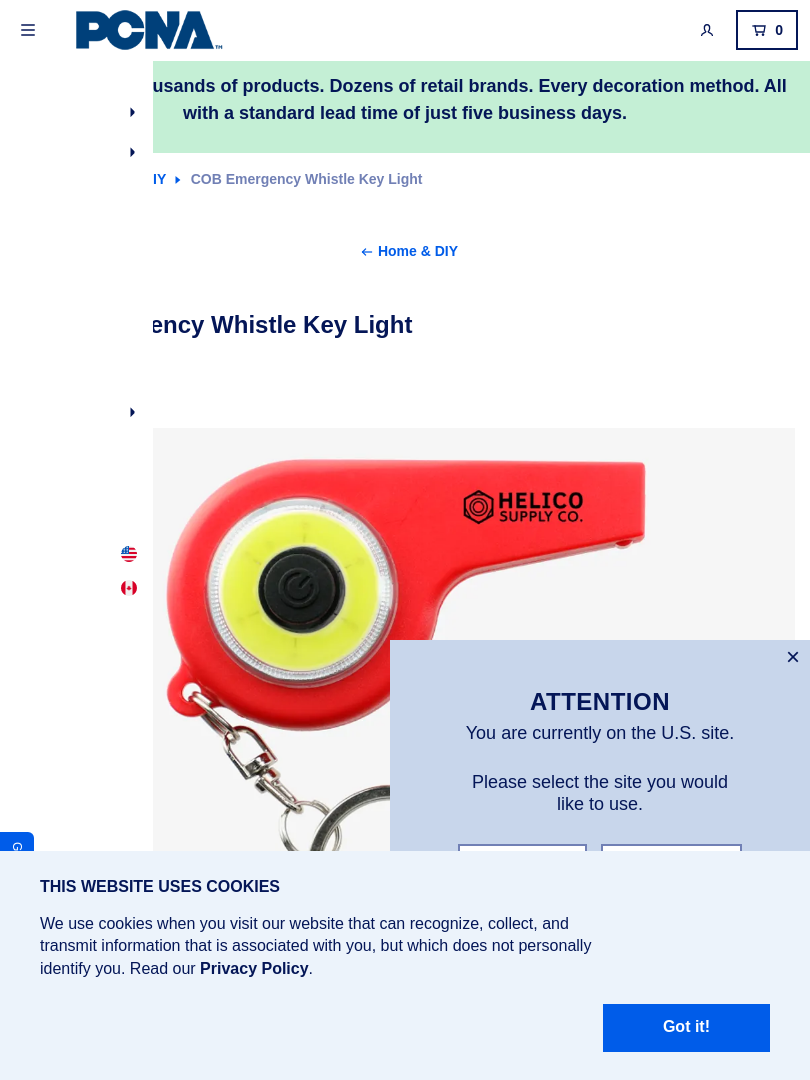 PCNA
TM
0
usands of products. Dozens of retail brands. Every decoration method. All
with a standard lead time of just five business days.
IY
COB Emergency Whistle Key Light
Home & DIY
ency Whistle Key Light
HELICO
SUPPLY CO.
ATTENTION
You are currently on the U.S. site.
Please select the site you would
like to use.
G
THIS WEBSITE USES COOKIES
We use cookies when you visit our website that can recognize, collect, and
transmit information that is associated with you, but which does not personally
identify you. Read our Privacy Policy.
Got it!